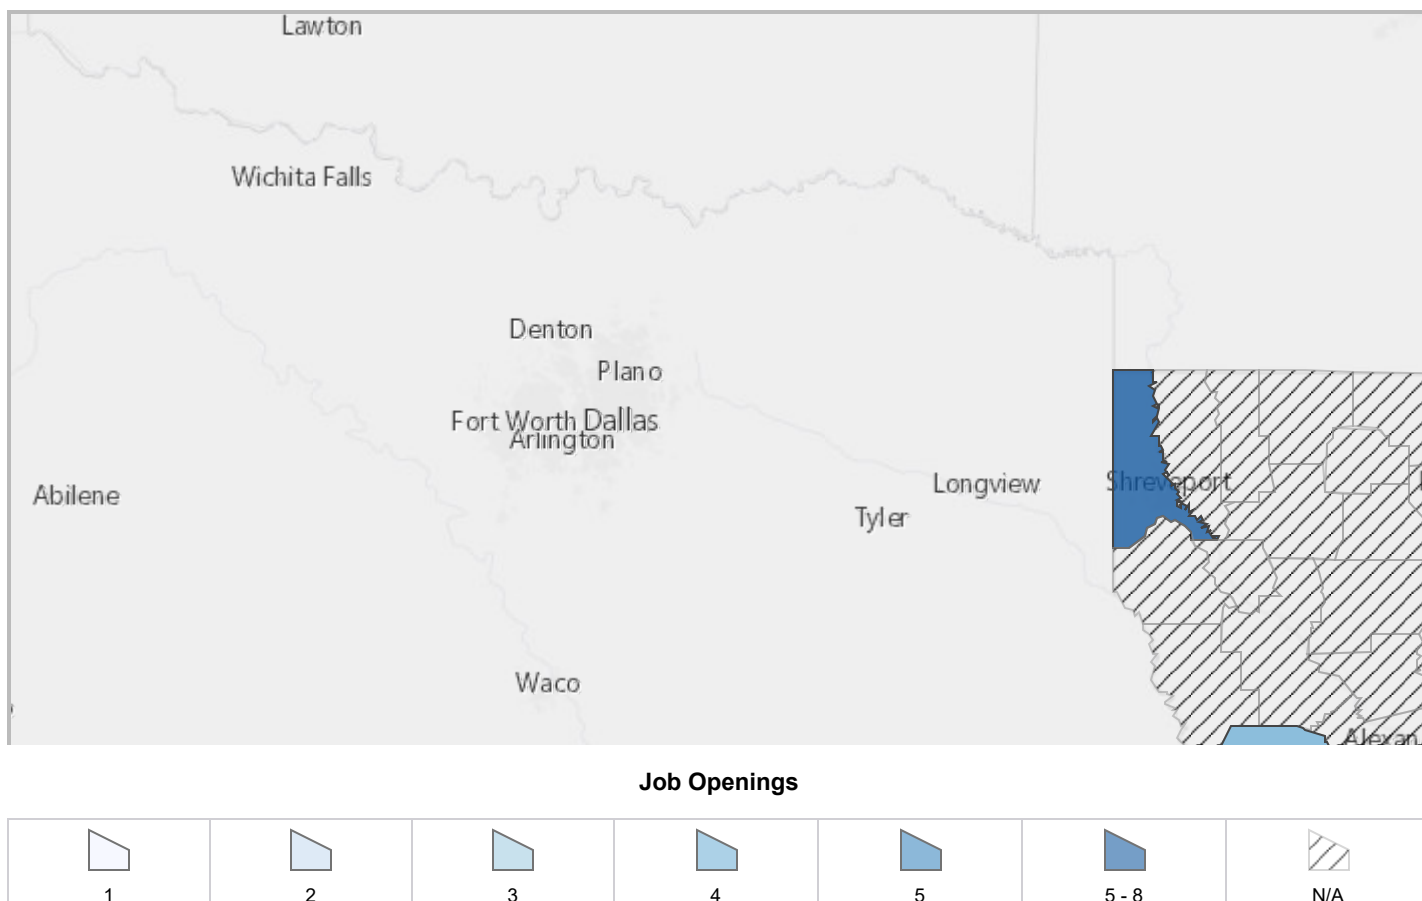 Lawton
Wichita Falls
Denton
Plano
Fort Worth Dallas
Arlington
Shreveport
Longview
Abilene
Tyler
Waco
Alexan
Job Openings
1 2 3 4 5 5 - 8 N/A